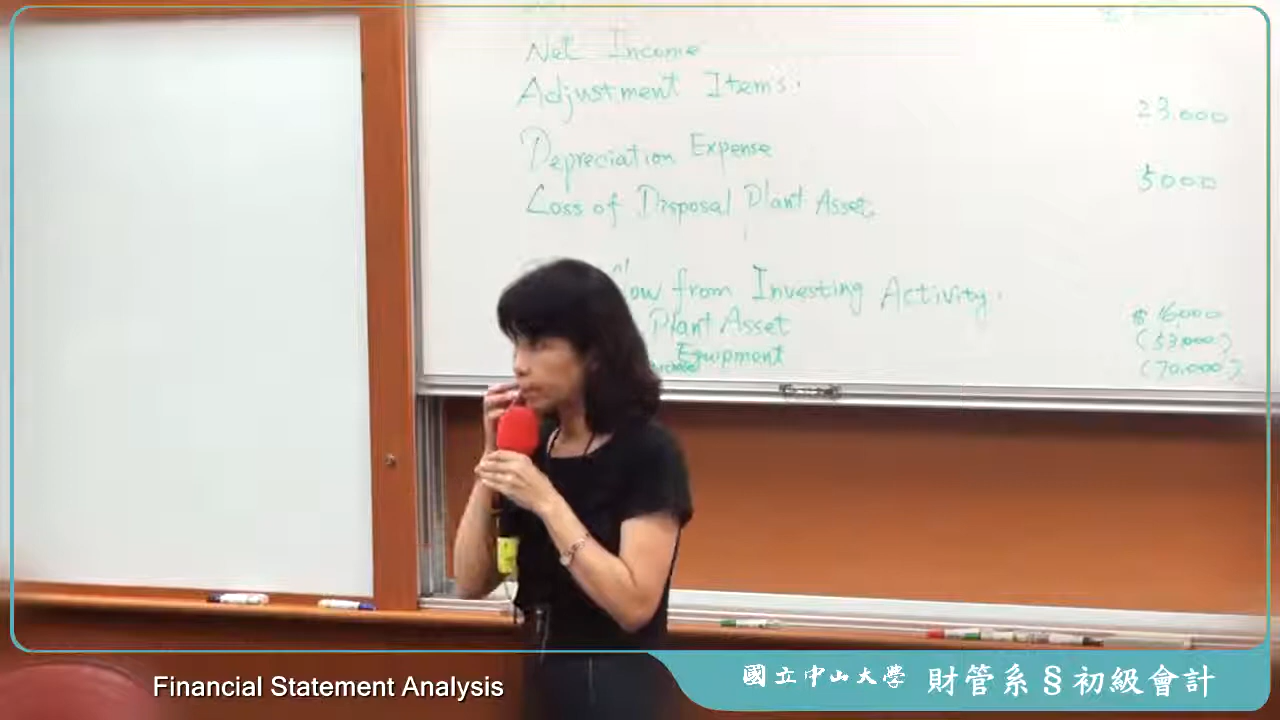 Net Income
Adjustment Items:
23.000
Depreciation Expense
5000
Loss of Disposal Plant Asset
low from Investing Activity.
Plant Asset $ 16,000
(53,000)
Equipment (70,000)
Financial Statement Analysis
國立中山大學 財管系§初級會計